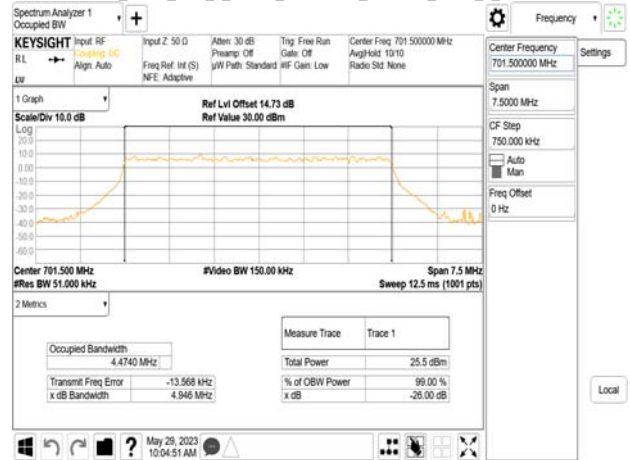 Spectrum Analyzer 1
Occupied BW
Frequency
KEYSIGHT
Input: RF
Coupling: DC
Align: Auto
Input Z: 50 Ω
Freq Ref: Int (S)
NFE: Adaptive
Atten: 30 dB
Preamp: Off
µW Path: Standard
Trig: Free Run
Gate: Off
#IF Gain: Low
Center Freq: 701.500000 MHz
Avg|Hold: 10/10
Radio Std: None
RL
LV
Center Frequency
701.500000 MHz
Settings
Span
7.5000 MHz
CF Step
750.000 kHz
Auto
Man
Freq Offset
0 Hz
Local
1 Graph
Scale/Div 10.0 dB
Ref Lvl Offset 14.73 dB
Ref Value 30.00 dBm
Log
20.0
10.0
0.00
-10.0
-20.0
-30.0
-40.0
-50.0
-60.0
Center 701.500 MHz
#Video BW 150.00 kHz
Span 7.5 MHz
#Res BW 51.000 kHz
Sweep 12.5 ms (1001 pts)
2 Metrics
Measure Trace Trace 1
Occupied Bandwidth
4.4740 MHz
Total Power 25.5 dBm
Transmit Freq Error -13.568 kHz
% of OBW Power 99.00 %
x dB Bandwidth 4.946 MHz
x dB -26.00 dB
May 29, 2023
10:04:51 AM